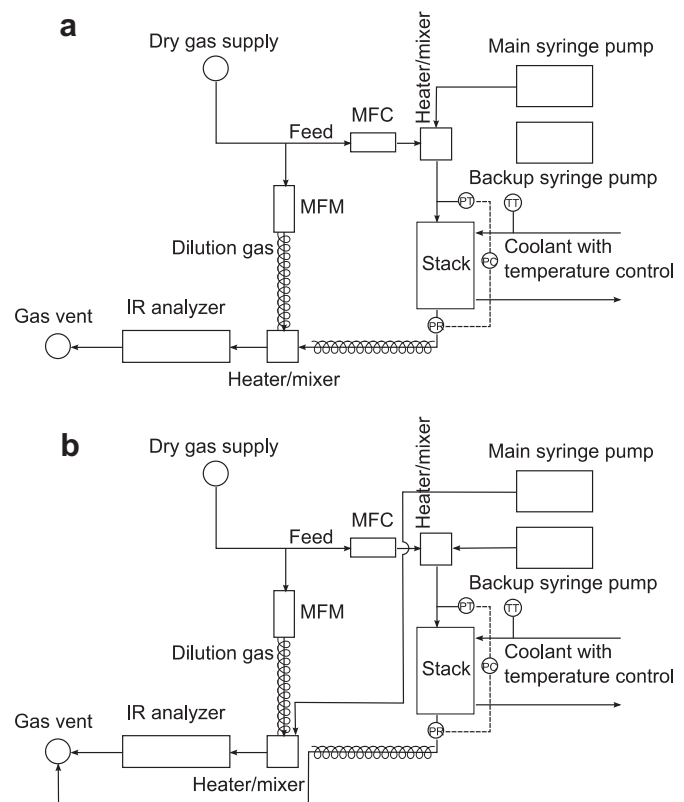 a
Dry gas supply
Heater/mixer
Main syringe pump
Feed
MFC
Backup syringe pump
MFM
PT
TT
Dilution gas
Stack
Coolant with
temperature control
PC
IR analyzer
Gas vent
PR
Heater/mixer
b
Dry gas supply
Heater/mixer
Main syringe pump
Feed
MFC
Backup syringe pump
MFM
PT
TT
Dilution gas
Stack
Coolant with
temperature control
PC
IR analyzer
Gas vent
PR
Heater/mixer